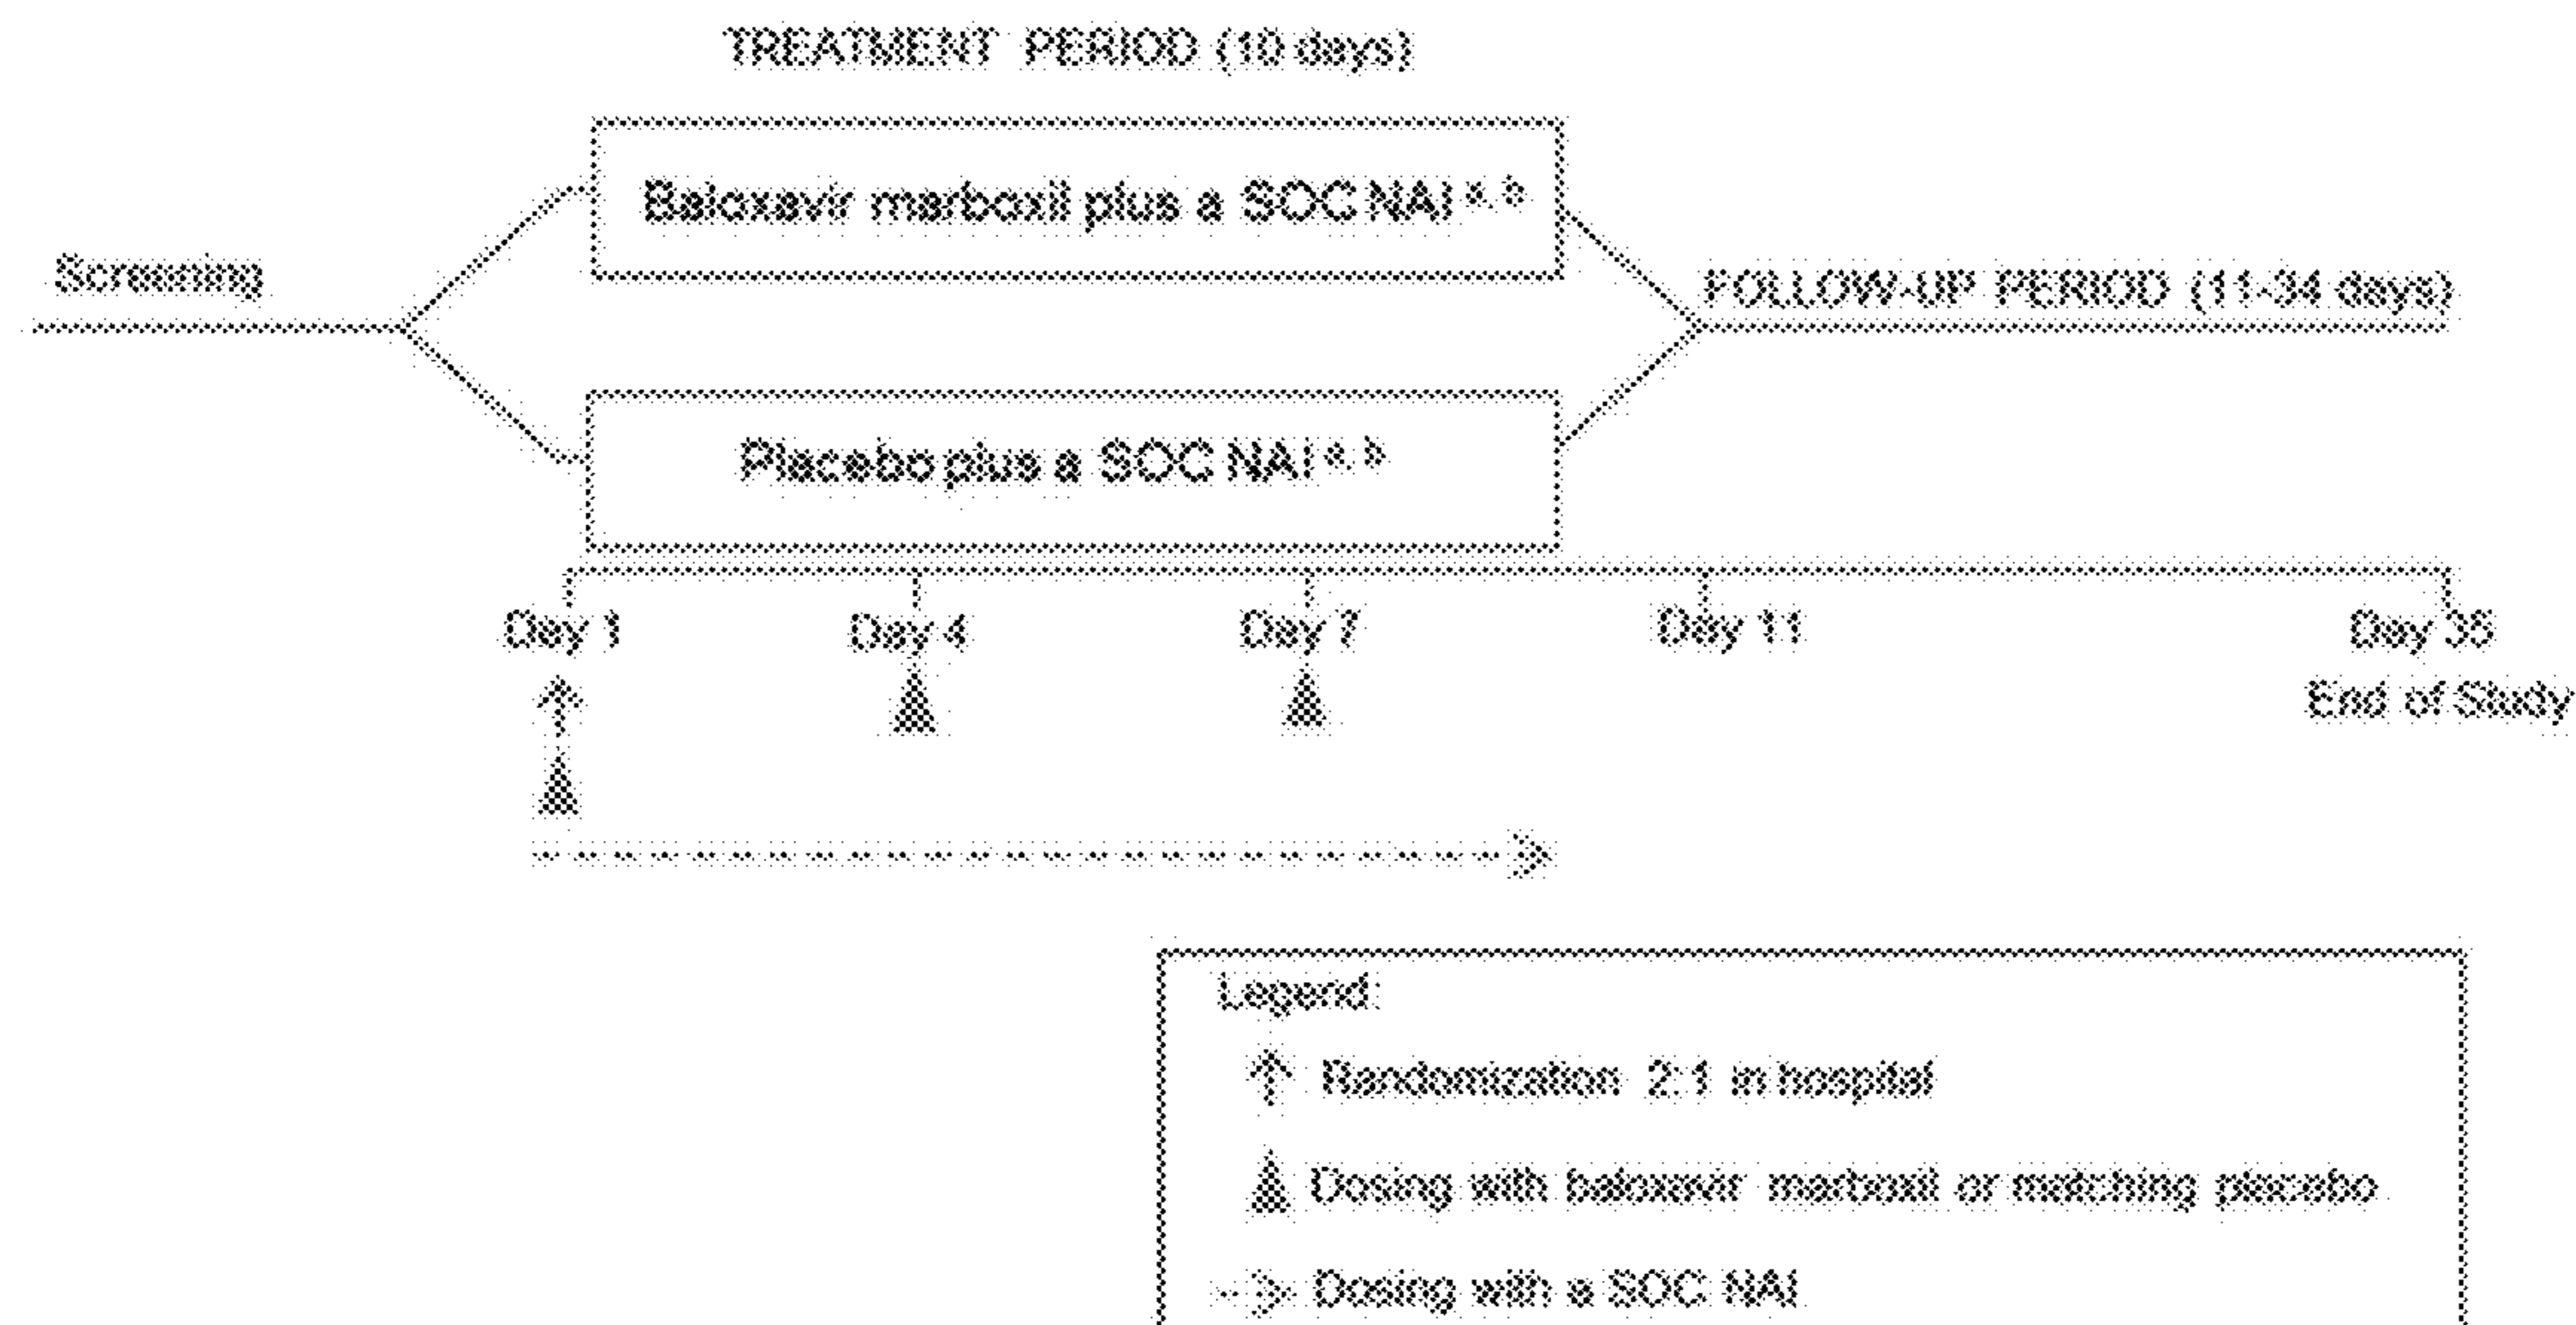 TREATMENT PERIOD (10 days)
Baloxavir marboxil plus a SOC NAI a, b
Screening
FOLLOW-UP PERIOD (11-34 days)
Placebo plus a SOC NAI a, b
Day 1 Day 4 Day 7 Day 11 Day 35
End of Study
Legend:
Randomization 2:1 in hospital
Dosing with baloxavir marboxil or matching placebo
Dosing with a SOC NAI